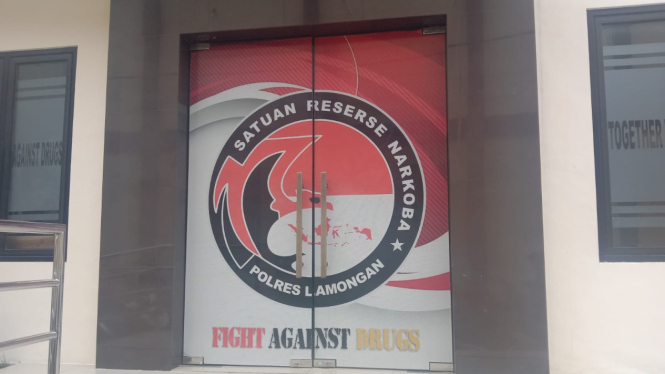 SATUAN RESERSE NARKOBA
POLRES LAMONGAN
FIGHT AGAINST DRUGS
AGAINST DRUGS
TOGETHER